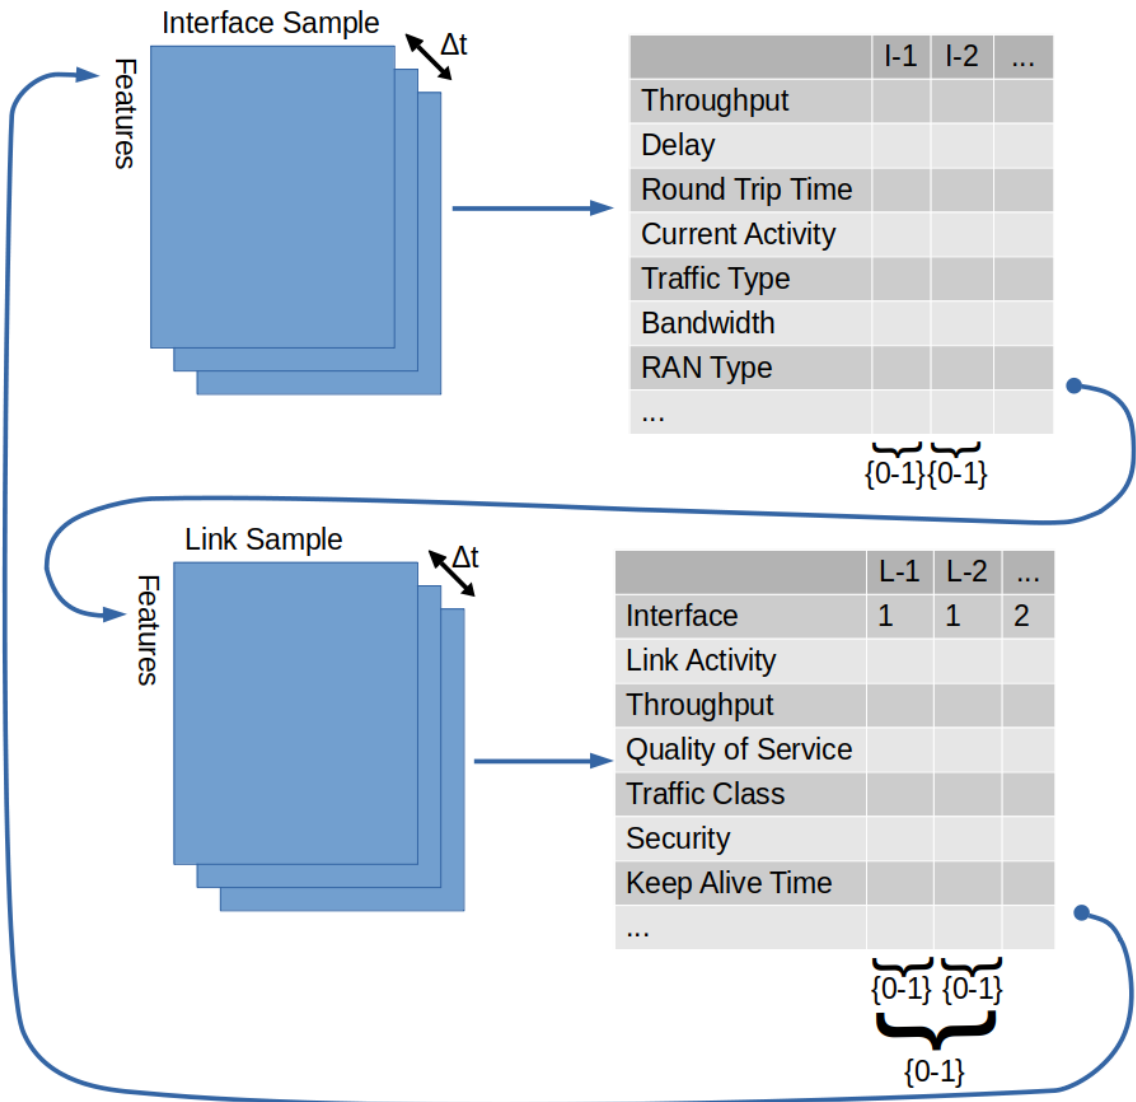 Interface Sample
Δt
Features
I-1 I-2 ...
Throughput
Delay
Round Trip Time
Current Activity
Traffic Type
Bandwidth
RAN Type
...
{0-1} {0-1}
Link Sample
Δt
Features
L-1 L-2 ...
Interface 1 1 2
Link Activity
Throughput
Quality of Service
Traffic Class
Security
Keep Alive Time
...
{0-1} {0-1}
{0-1}